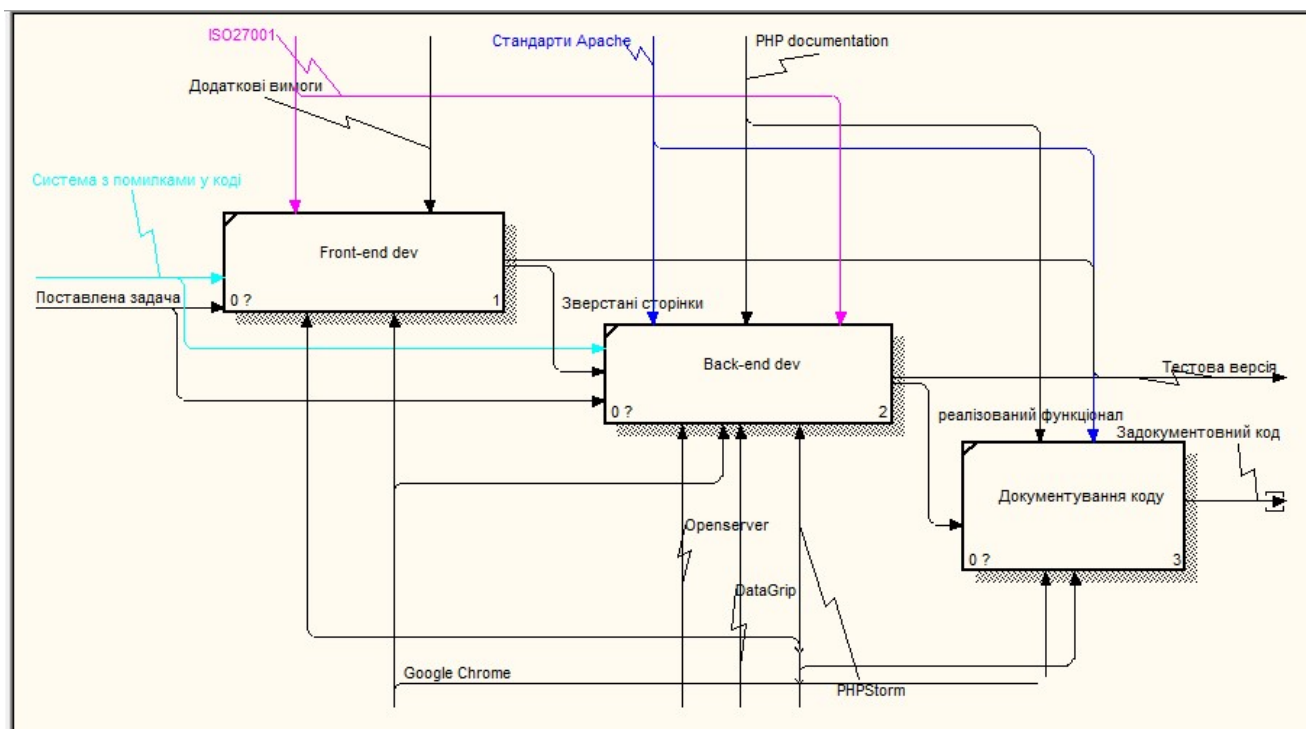 ISO27001
Стандарти Apache
PHP documentation
Додаткові вимоги
Система з помилками у коді
Front-end dev
Поставлена задача
0 ?
1
Зверстані сторінки
Back-end dev
0 ?
2
Тестова версія
реалізований функціонал
Задокументовний код
Документування коду
0 ?
3
Openserver
DataGrip
Google Chrome
PHPStorm